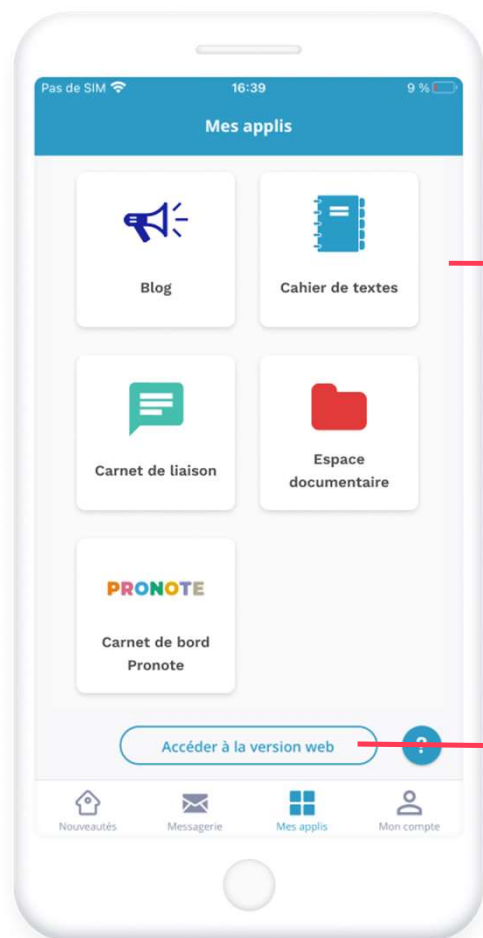 Pas de SIM 16:39 9 %
Mes applis
Blog
Cahier de textes
Carnet de liaison
Espace
documentaire
PRONOTE
Carnet de bord
Pronote
Accéder à la version web
?
Nouveautés
Messagerie
Mes applis
Mon compte